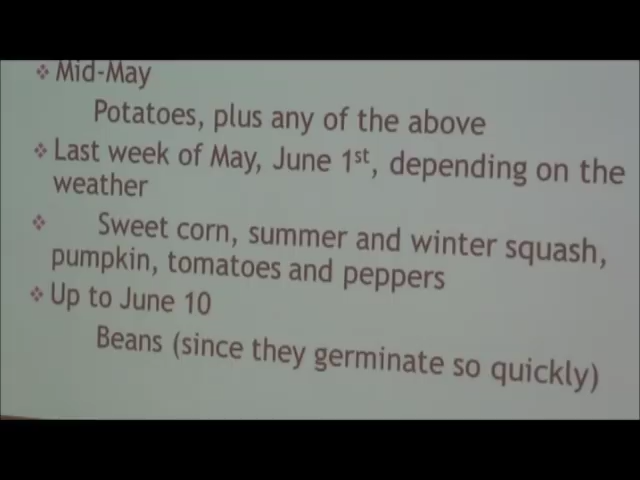 ❖ Mid-May
Potatoes, plus any of the above
❖ Last week of May, June 1st, depending on the
weather
❖ Sweet corn, summer and winter squash,
pumpkin, tomatoes and peppers
❖ Up to June 10
Beans (since they germinate so quickly)